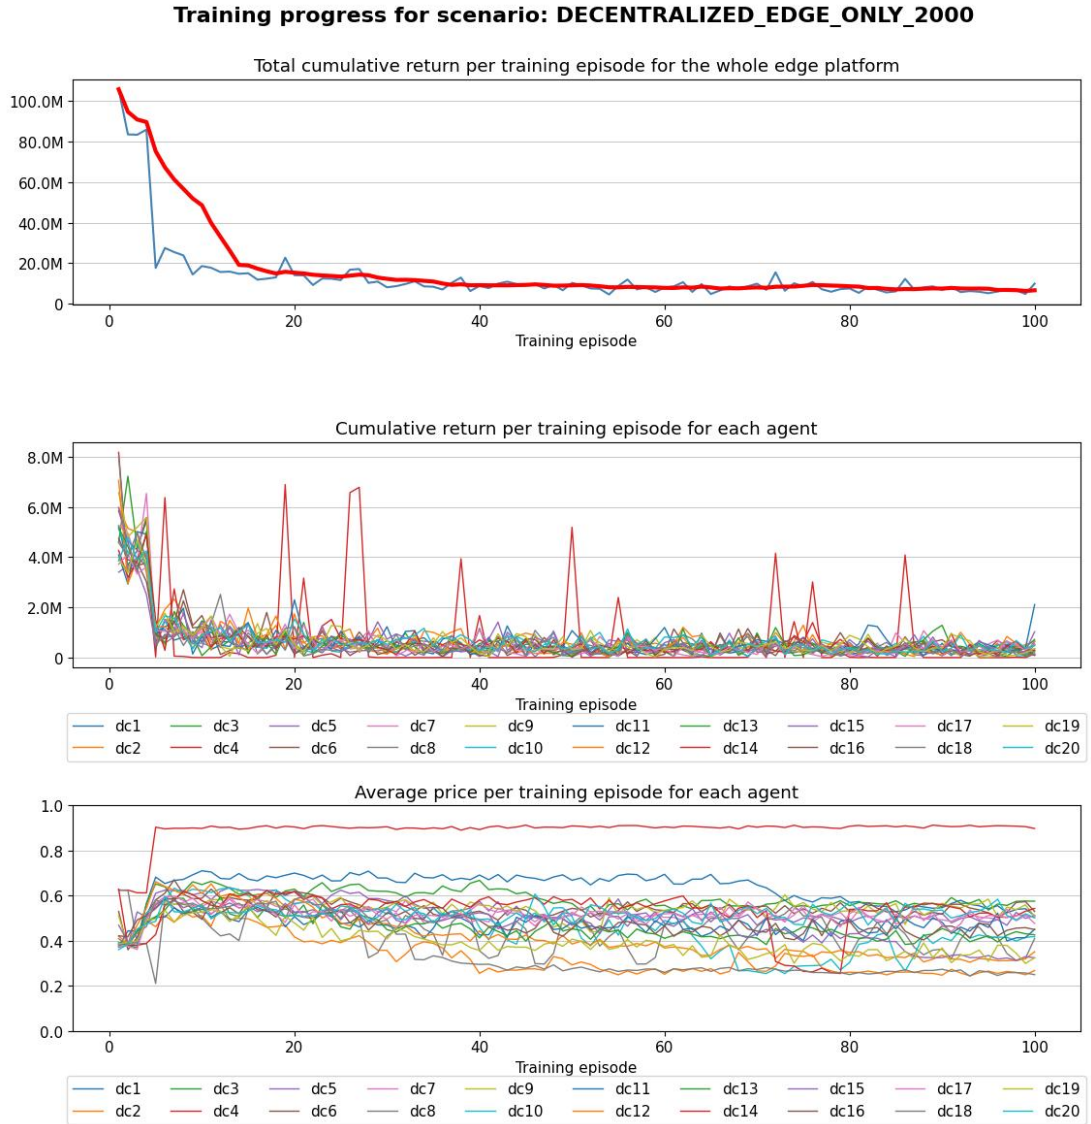 Training progress for scenario: DECENTRALIZED_EDGE_ONLY_2000
Total cumulative return per training episode for the whole edge platform
100.0M
80.0M
60.0M
40.0M
20.0M
0
0 20 40 60 80 100
Training episode
Cumulative return per training episode for each agent
8.0M
6.0M
4.0M
2.0M
0
0 20 40 60 80 100
Training episode
dc1 dc3 dc5 dc7 dc9 dc11 dc13 dc15 dc17 dc19
dc2 dc4 dc6 dc8 dc10 dc12 dc14 dc16 dc18 dc20
Average price per training episode for each agent
1.0
0.8
0.6
0.4
0.2
0.0
0 20 40 60 80 100
Training episode
dc1 dc3 dc5 dc7 dc9 dc11 dc13 dc15 dc17 dc19
dc2 dc4 dc6 dc8 dc10 dc12 dc14 dc16 dc18 dc20